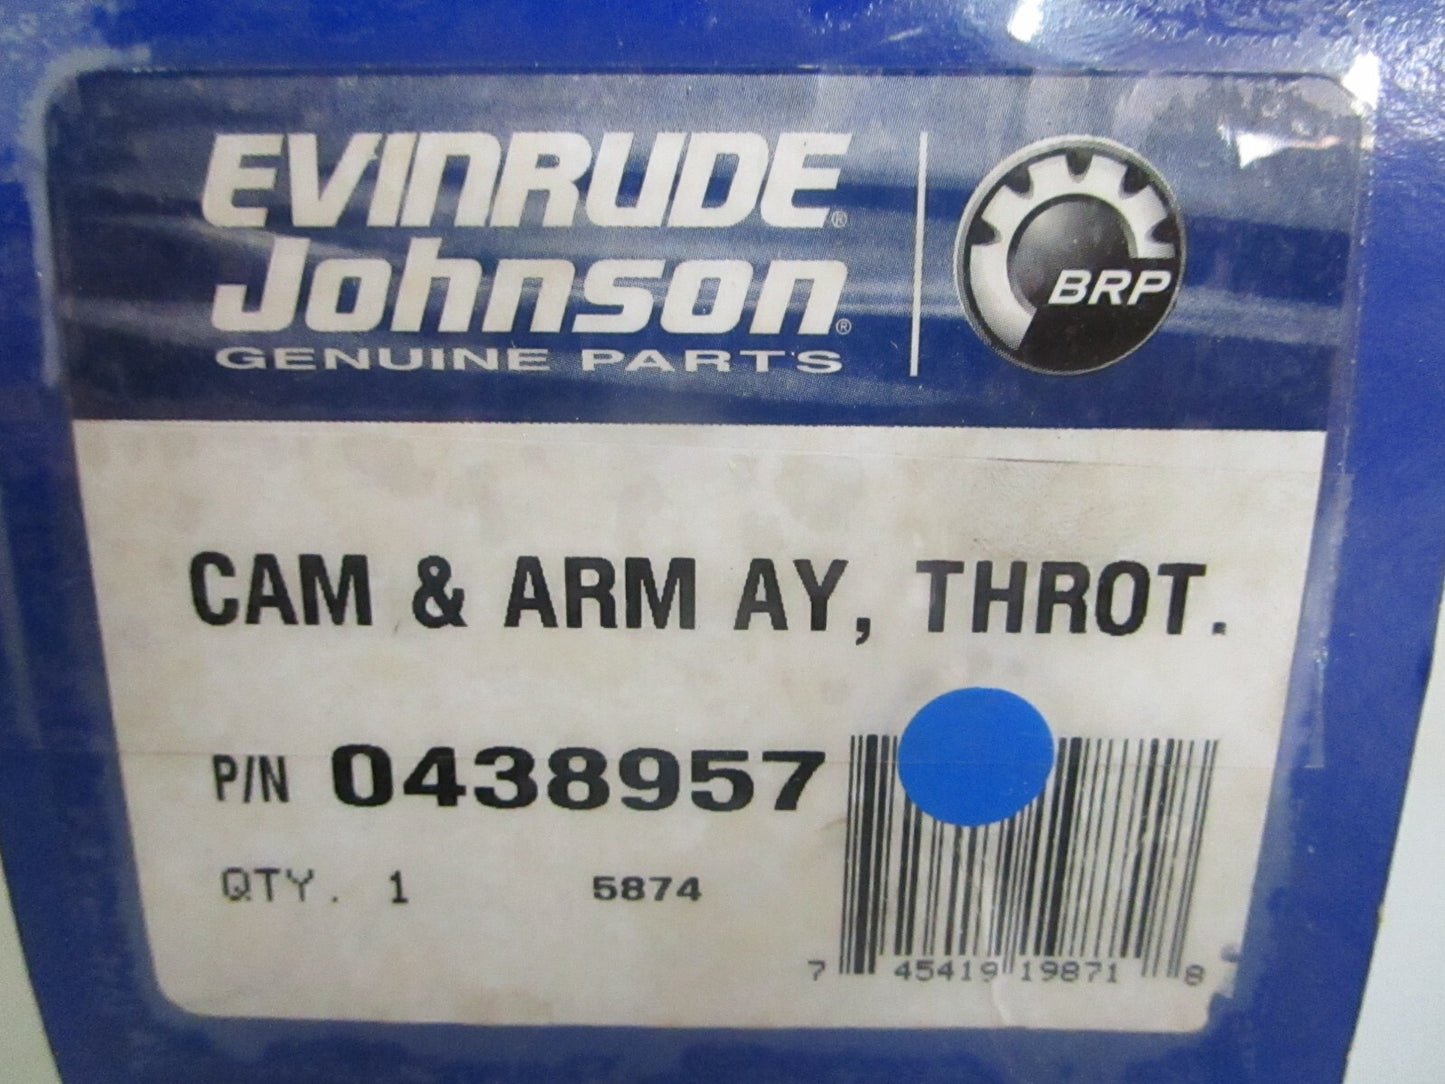 EVINRUDE®
Johnson®
GENUINE PARTS
BRP
CAM & ARM AY, THROT.
P/N 0438957
QTY. 1 5874
7 45419 19871 8